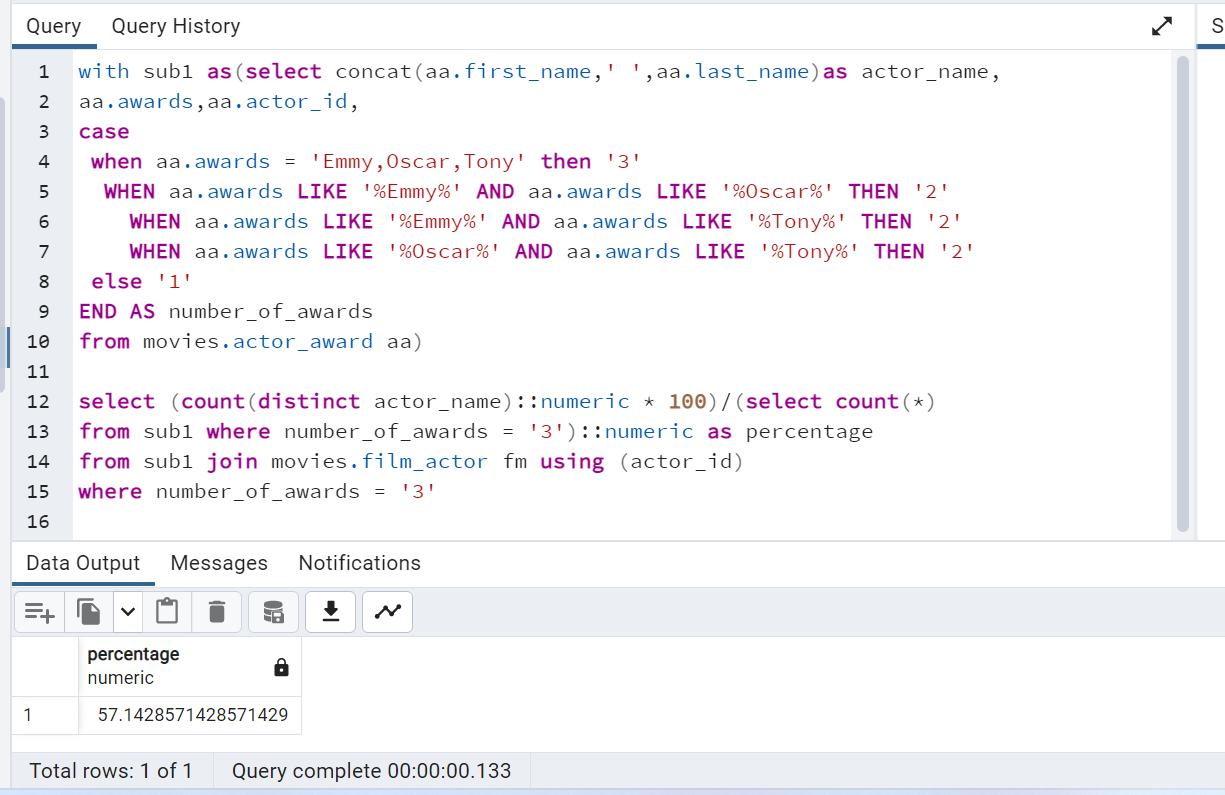 Query Query History S
1 with sub1 as(select concat(aa.first_name,' ',aa.last_name)as actor_name,
2 aa.awards,aa.actor_id,
3 case
4 when aa.awards = 'Emmy,Oscar,Tony' then '3'
5 WHEN aa.awards LIKE '%Emmy%' AND aa.awards LIKE '%Oscar%' THEN '2'
6 WHEN aa.awards LIKE '%Emmy%' AND aa.awards LIKE '%Tony%' THEN '2'
7 WHEN aa.awards LIKE '%Oscar%' AND aa.awards LIKE '%Tony%' THEN '2'
8 else '1'
9 END AS number_of_awards
10 from movies.actor_award aa)
11
12 select (count(distinct actor_name)::numeric * 100)/(select count(*)
13 from sub1 where number_of_awards = '3')::numeric as percentage
14 from sub1 join movies.film_actor fm using (actor_id)
15 where number_of_awards = '3'
16
Data Output Messages Notifications
percentage
numeric
1 57.1428571428571429
Total rows: 1 of 1 Query complete 00:00:00.133